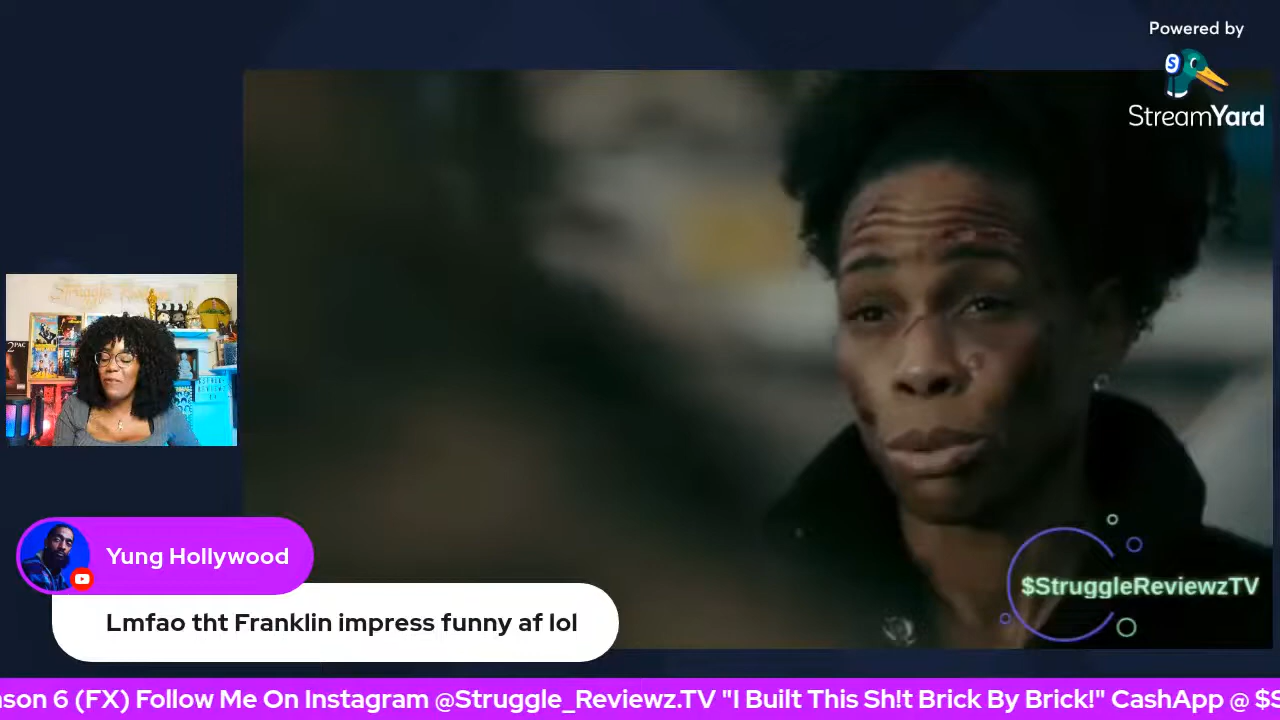 Powered by
S
StreamYard
2PAC
Yung Hollywood
Lmfao tht Franklin impress funny af lol
$StruggleReviewzTV
ason 6 (FX) Follow Me On Instagram @Struggle_Reviewz.TV "I Built This Sh!t Brick By Brick!" CashApp @ $S